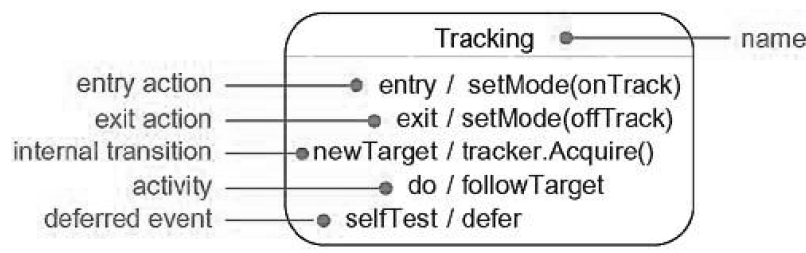 Tracking name
entry action entry / setMode(onTrack)
exit action exit / setMode(offTrack)
internal transition newTarget / tracker.Acquire()
activity do / followTarget
deferred event selfTest / defer